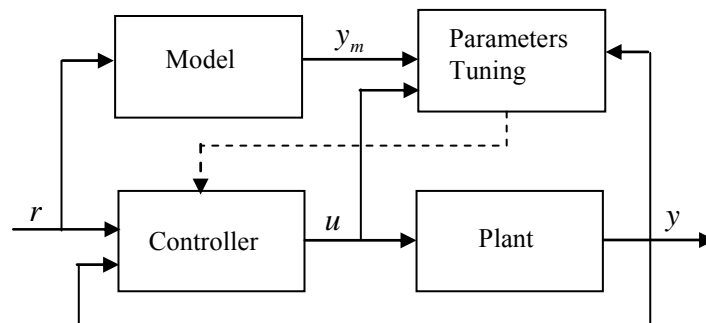 Model
y_m
Parameters
Tuning
r
Controller
u
Plant
y